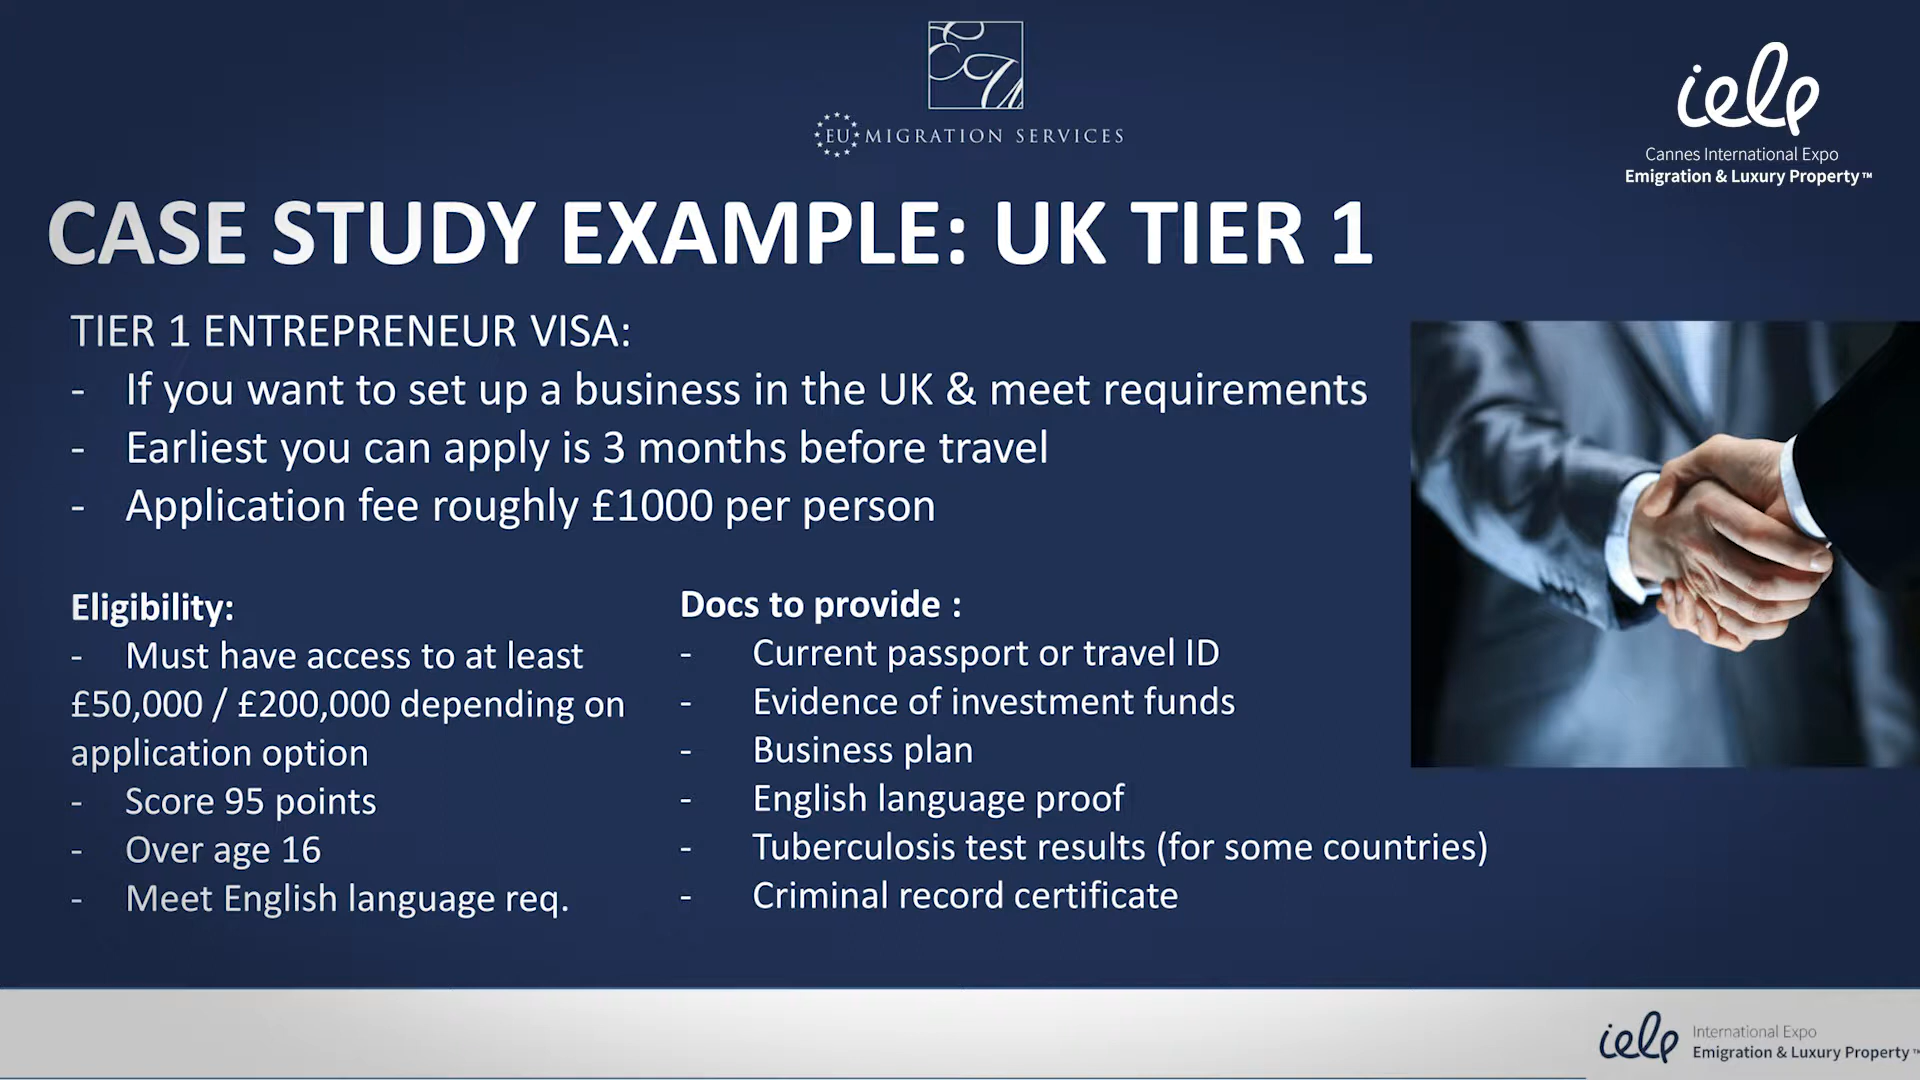 EU MIGRATION SERVICES
ielp
Cannes International Expo
Emigration & Luxury Property™
CASE STUDY EXAMPLE: UK TIER 1
TIER 1 ENTREPRENEUR VISA:
- If you want to set up a business in the UK & meet requirements
- Earliest you can apply is 3 months before travel
- Application fee roughly £1000 per person
Eligibility:
- Must have access to at least
£50,000 / £200,000 depending on
application option
- Score 95 points
- Over age 16
- Meet English language req.
Docs to provide :
- Current passport or travel ID
- Evidence of investment funds
- Business plan
- English language proof
- Tuberculosis test results (for some countries)
- Criminal record certificate
ielp
International Expo
Emigration & Luxury Property™